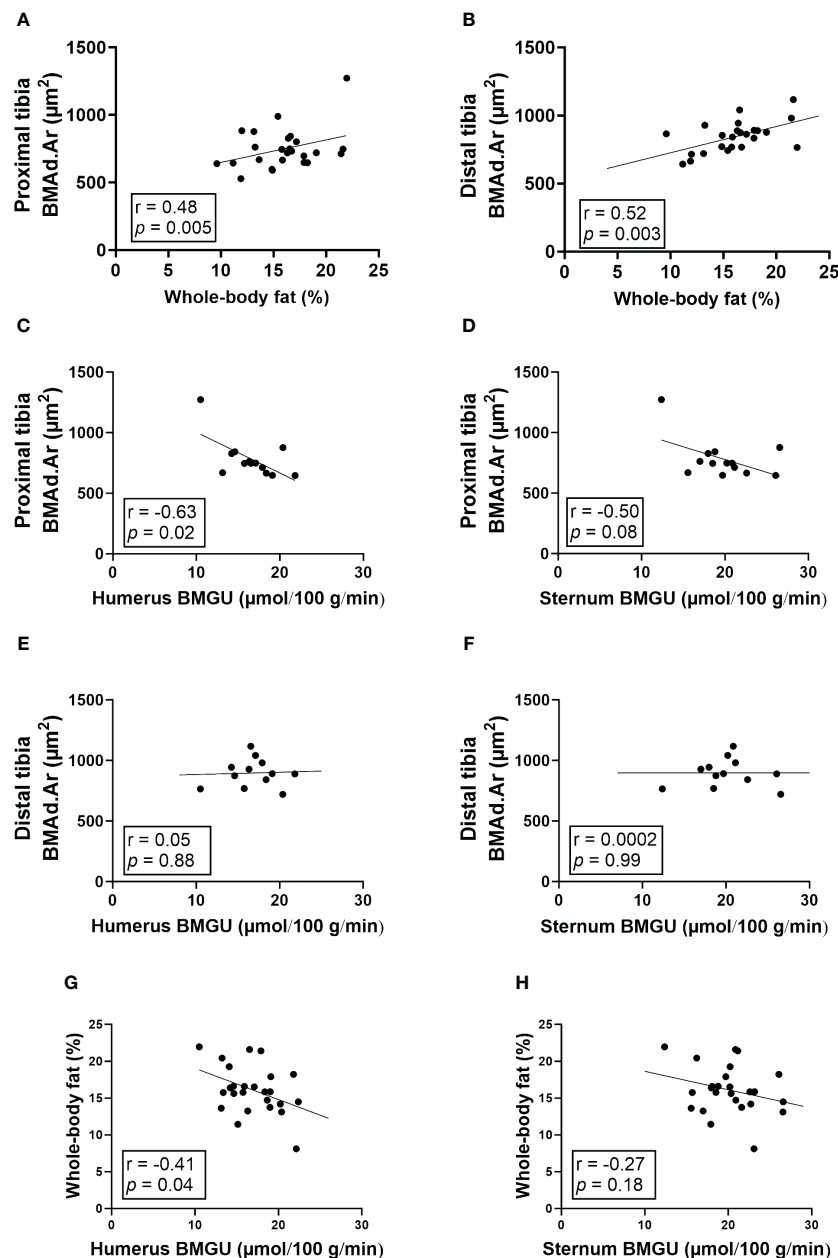 A
Proximal tibia
BMAd.Ar (µm²)
1500
1000
500
0
r = 0.48
p = 0.005
0 5 10 15 20 25
Whole-body fat (%)
B
Distal tibia
BMAd.Ar (µm²)
1500
1000
500
0
r = 0.52
p = 0.003
0 5 10 15 20 25
Whole-body fat (%)
C
Proximal tibia
BMAd.Ar (µm²)
1500
1000
500
0
r = -0.63
p = 0.02
0 10 20 30
Humerus BMGU (µmol/100 g/min)
D
Proximal tibia
BMAd.Ar (µm²)
1500
1000
500
0
r = -0.50
p = 0.08
0 10 20 30
Sternum BMGU (µmol/100 g/min)
E
Distal tibia
BMAd.Ar (µm²)
1500
1000
500
0
r = 0.05
p = 0.88
0 10 20 30
Humerus BMGU (µmol/100 g/min)
F
Distal tibia
BMAd.Ar (µm²)
1500
1000
500
0
r = 0.0002
p = 0.99
0 10 20 30
Sternum BMGU (µmol/100 g/min)
G
Whole-body fat (%)
25
20
15
10
5
0
r = -0.41
p = 0.04
0 10 20 30
Humerus BMGU (µmol/100 g/min)
H
Whole-body fat (%)
25
20
15
10
5
0
r = -0.27
p = 0.18
0 10 20 30
Sternum BMGU (µmol/100 g/min)